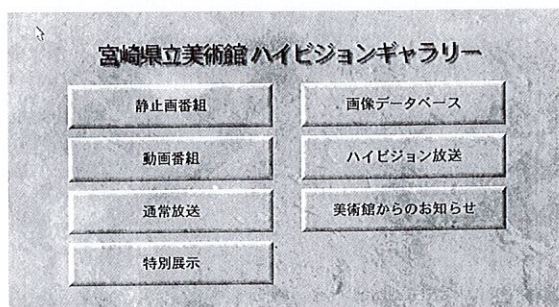 宮崎県立美術館 ハイビジョンギャラリー
静止画番組
画像データベース
動画番組
ハイビジョン放送
通常放送
美術館からのお知らせ
特別展示